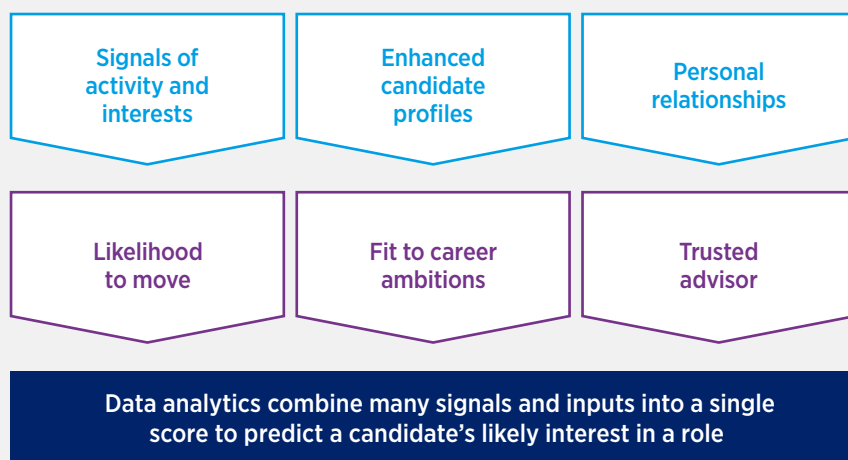 Signals of
activity and
interests
Enhanced
candidate
profiles
Personal
relationships
Likelihood
to move
Fit to career
ambitions
Trusted
advisor
Data analytics combine many signals and inputs into a single
score to predict a candidate’s likely interest in a role